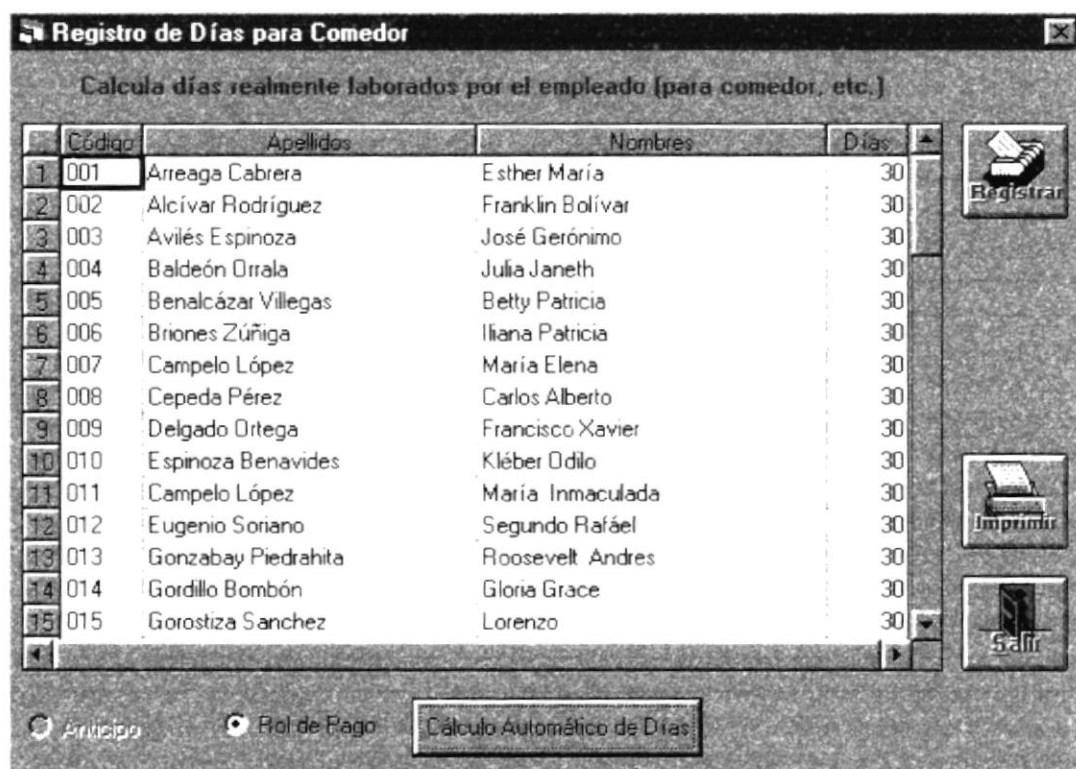 Registro de Días para Comedor
Calcula días realmente laborados por el empleado (para comedor, etc.)
Código Apellidos Nombres Días
1 001 Arreaga Cabrera Esther María 30
2 002 Alcívar Rodríguez Franklin Bolívar 30
3 003 Avilés Espinoza José Gerónimo 30
4 004 Baldeón Orrala Julia Janeth 30
5 005 Benalcázar Villegas Betty Patricia 30
6 006 Briones Zúñiga Iliana Patricia 30
7 007 Campelo López María Elena 30
8 008 Cepeda Pérez Carlos Alberto 30
9 009 Delgado Ortega Francisco Xavier 30
10 010 Espinoza Benavides Kléber Odilo 30
11 011 Campelo López María Inmaculada 30
12 012 Eugenio Soriano Segundo Rafáel 30
13 013 Gonzabay Piedrahita Roosevelt Andres 30
14 014 Gordillo Bombón Gloria Grace 30
15 015 Gorostiza Sanchez Lorenzo 30
Registrar
Imprimir
Salir
Anticipo Rol de Pago Cálculo Automático de Días